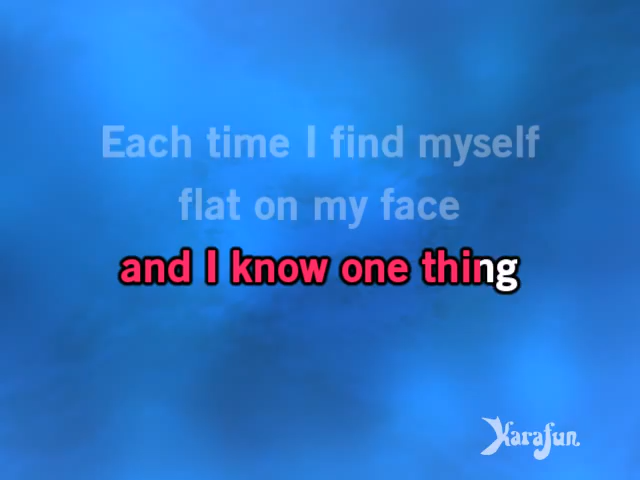 Each time I find myself
flat on my face
and I know one thing
Karafun